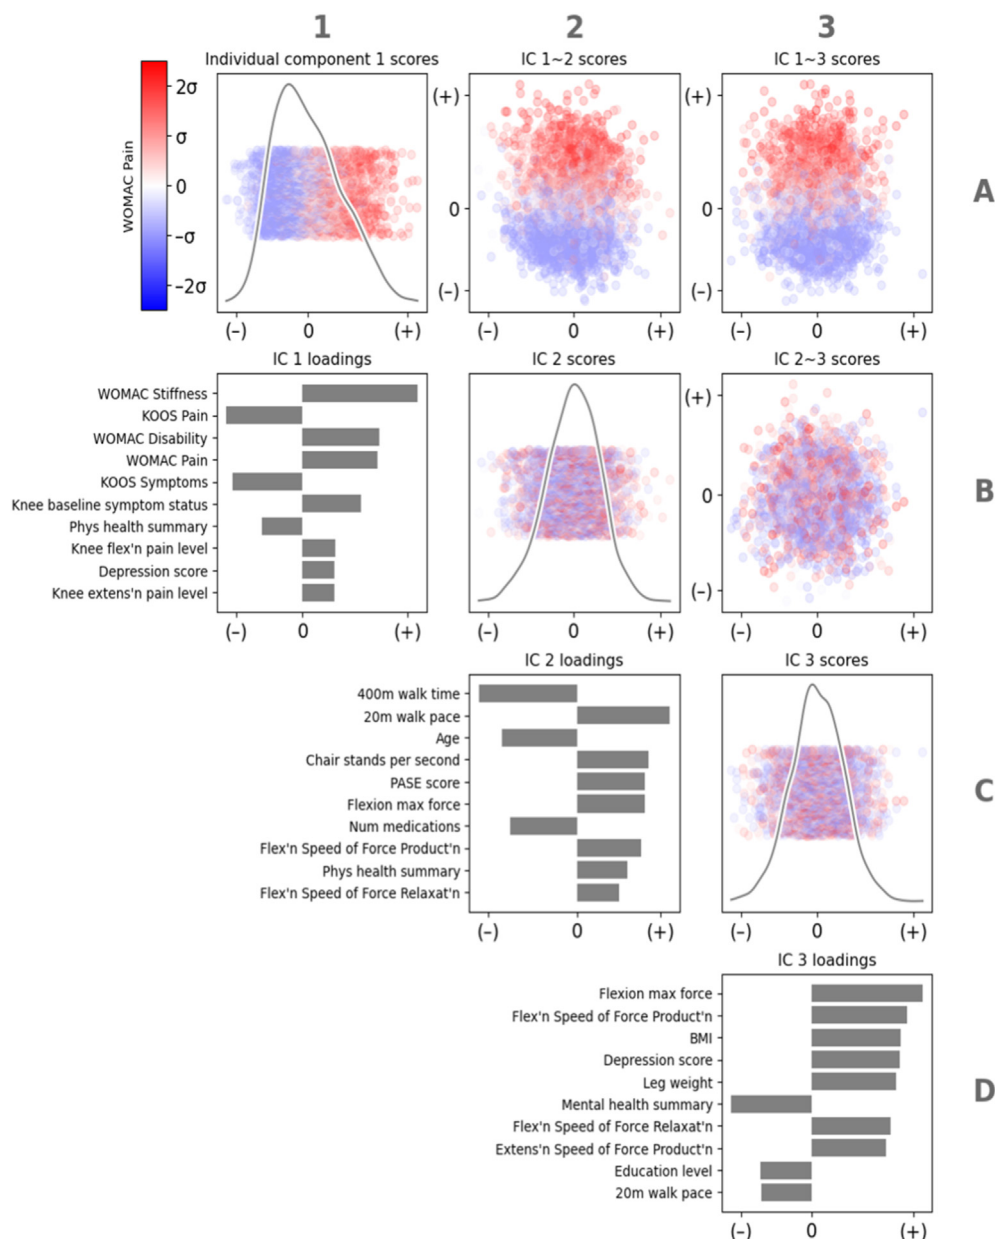 1 2 3
Individual component 1 scores
IC 1~2 scores
IC 1~3 scores
WOMAC Pain
2σ
σ
0
–σ
–2σ
(+)
0
(–)
(+)
0
(–)
A
(–) 0 (+)
(–) 0 (+)
(–) 0 (+)
IC 1 loadings
IC 2 scores
IC 2~3 scores
WOMAC Stiffness
KOOS Pain
WOMAC Disability
WOMAC Pain
KOOS Symptoms
Knee baseline symptom status
Phys health summary
Knee flex'n pain level
Depression score
Knee extens'n pain level
(+)
0
(–)
B
(–) 0 (+)
(–) 0 (+)
(–) 0 (+)
IC 2 loadings
IC 3 scores
400m walk time
20m walk pace
Age
Chair stands per second
PASE score
Flexion max force
Num medications
Flex'n Speed of Force Product'n
Phys health summary
Flex'n Speed of Force Relaxat'n
C
(–) 0 (+)
(–) 0 (+)
IC 3 loadings
Flexion max force
Flex'n Speed of Force Product'n
BMI
Depression score
Leg weight
Mental health summary
Flex'n Speed of Force Relaxat'n
Extens'n Speed of Force Product'n
Education level
20m walk pace
D
(–) 0 (+)